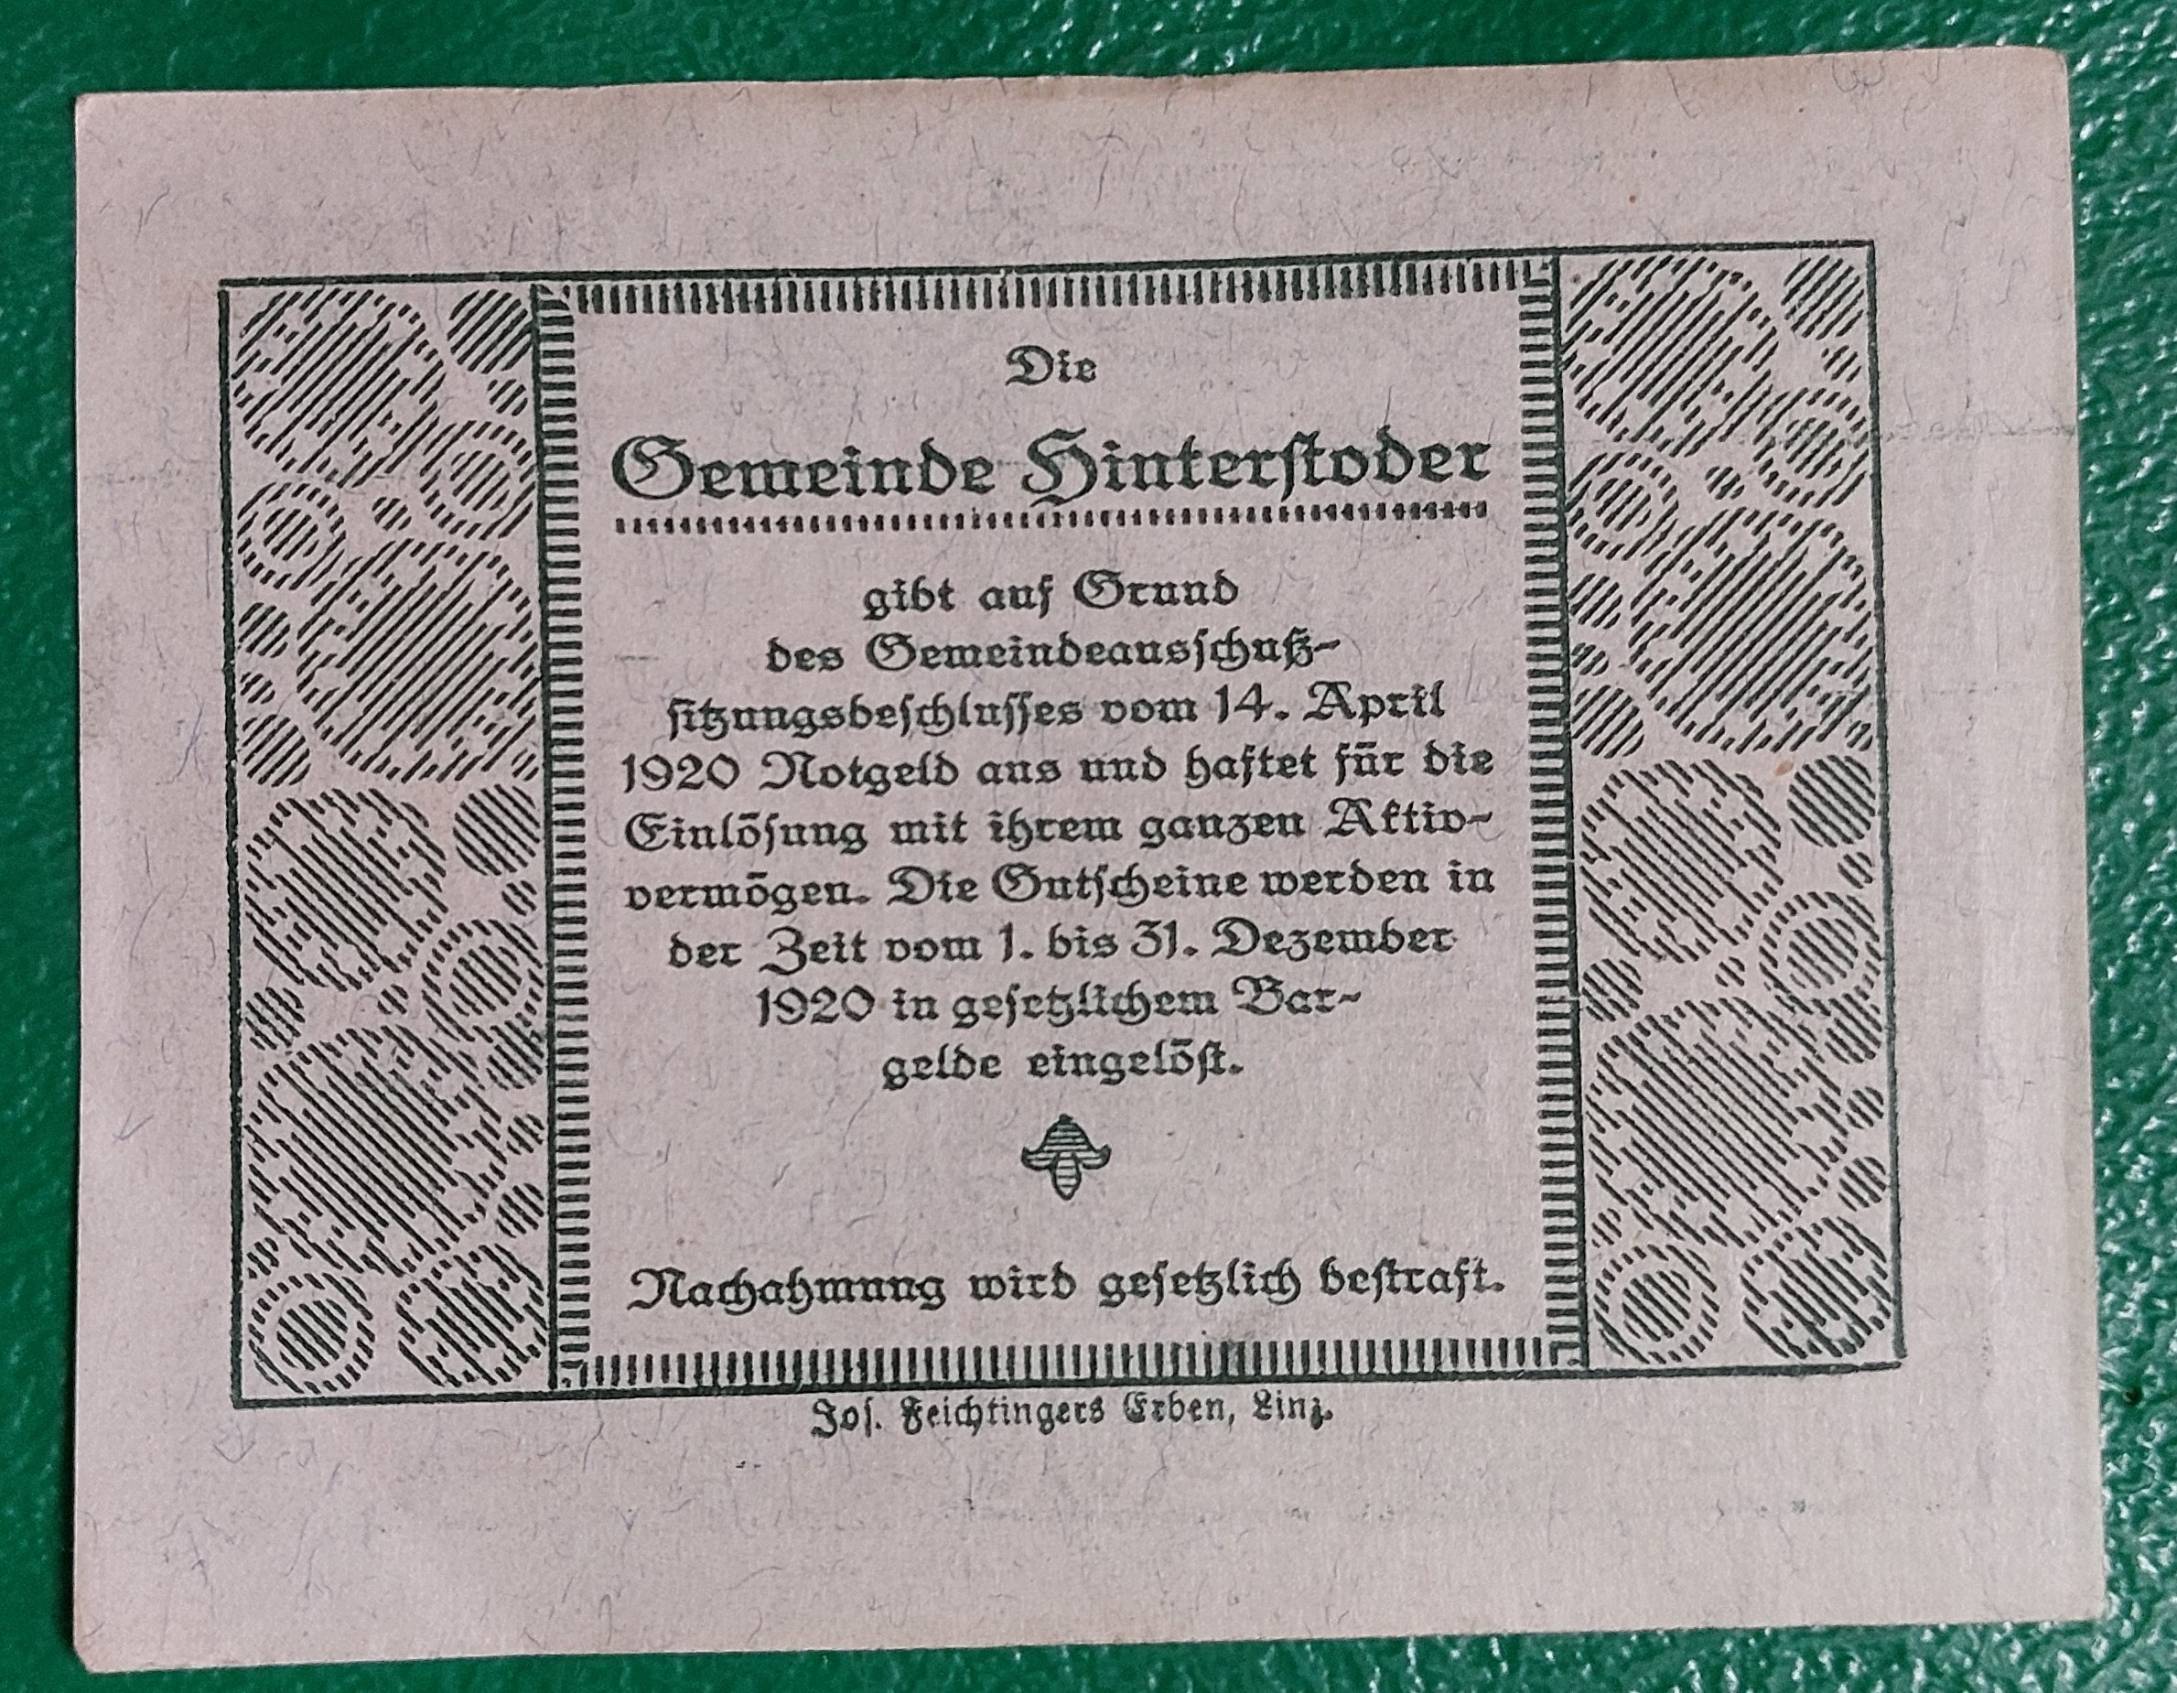 Die
Gemeinde Hinterstoder
gibt auf Grund
des Gemeindeausschuß-
sitzungsbeschlusses vom 14. April
1920 Notgeld aus und haftet für die
Einlösung mit ihrem ganzen Aktiv-
vermögen. Die Gutscheine werden in
der Zeit vom 1. bis 31. Dezember
1920 in gesetzlichem Bar-
gelde eingelöst.
Nachahmung wird gesetzlich bestraft.
Jos. Feichtingers Erben, Linz.